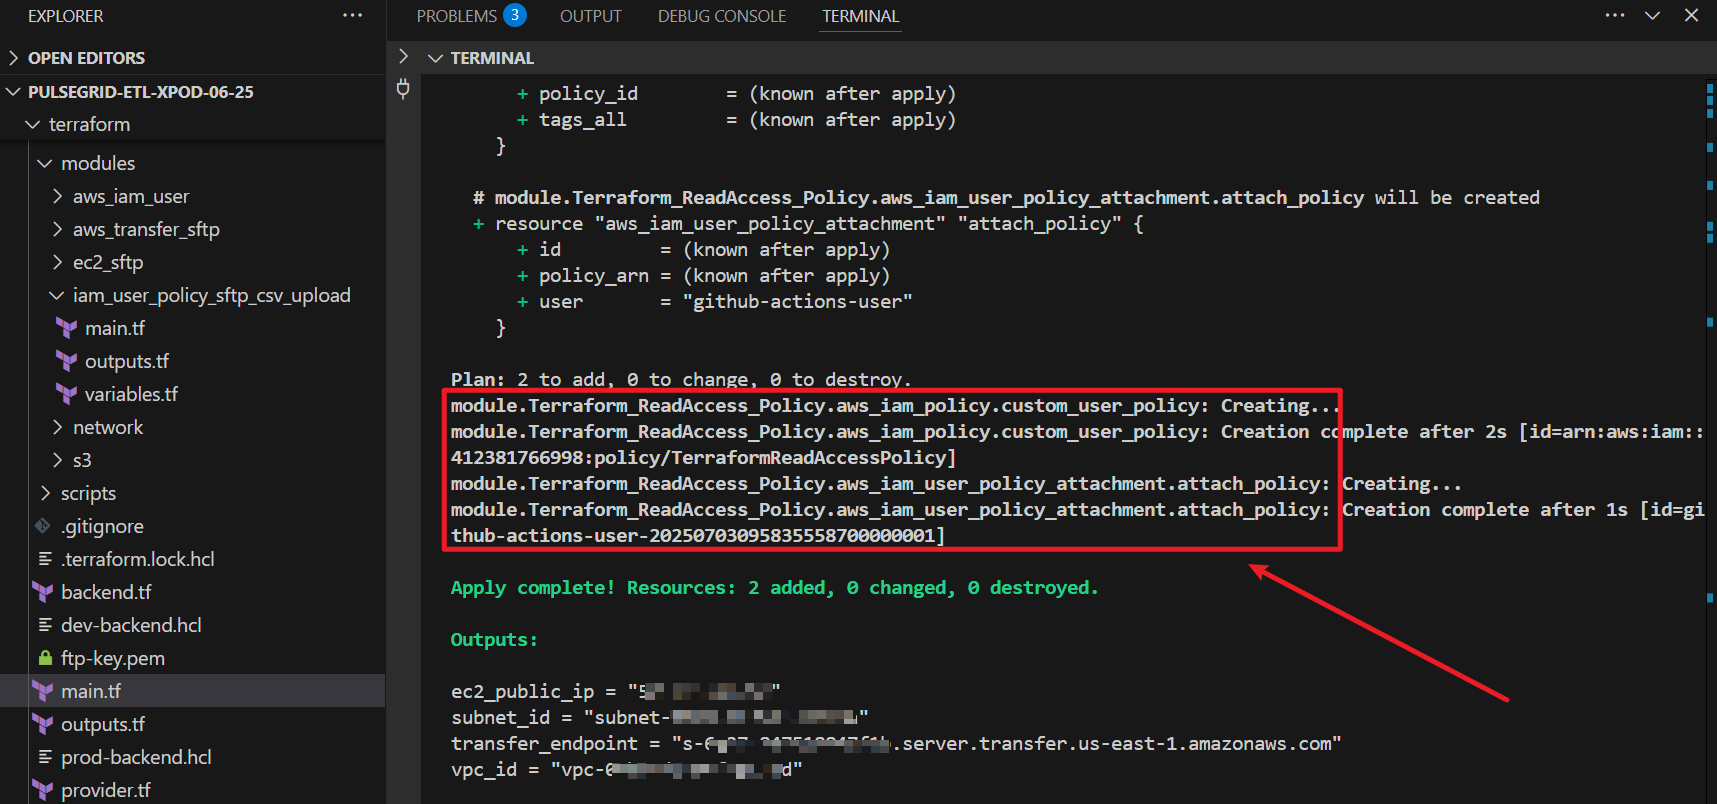 EXPLORER
OPEN EDITORS
PULSEGRID-ETL-XPOD-06-25
terraform
modules
aws_iam_user
aws_transfer_sftp
ec2_sftp
iam_user_policy_sftp_csv_upload
main.tf
outputs.tf
variables.tf
network
s3
scripts
.gitignore
.terraform.lock.hcl
backend.tf
dev-backend.hcl
ftp-key.pem
main.tf
outputs.tf
prod-backend.hcl
provider.tf
PROBLEMS 3 OUTPUT DEBUG CONSOLE TERMINAL
TERMINAL
+ policy_id = (known after apply)
+ tags_all = (known after apply)
}
# module.Terraform_ReadAccess_Policy.aws_iam_user_policy_attachment.attach_policy will be created
+ resource "aws_iam_user_policy_attachment" "attach_policy" {
+ id = (known after apply)
+ policy_arn = (known after apply)
+ user = "github-actions-user"
}
Plan: 2 to add, 0 to change, 0 to destroy.
module.Terraform_ReadAccess_Policy.aws_iam_policy.custom_user_policy: Creating...
module.Terraform_ReadAccess_Policy.aws_iam_policy.custom_user_policy: Creation complete after 2s [id=arn:aws:iam::
412381766998:policy/TerraformReadAccessPolicy]
module.Terraform_ReadAccess_Policy.aws_iam_user_policy_attachment.attach_policy: Creating...
module.Terraform_ReadAccess_Policy.aws_iam_user_policy_attachment.attach_policy: Creation complete after 1s [id=gi
thub-actions-user-20250703095835558700000001]
Apply complete! Resources: 2 added, 0 changed, 0 destroyed.
Outputs:
ec2_public_ip = "
subnet_id = "subnet-
transfer_endpoint = ".server.transfer.us-east-1.amazonaws.com"
vpc_id = "vpc-